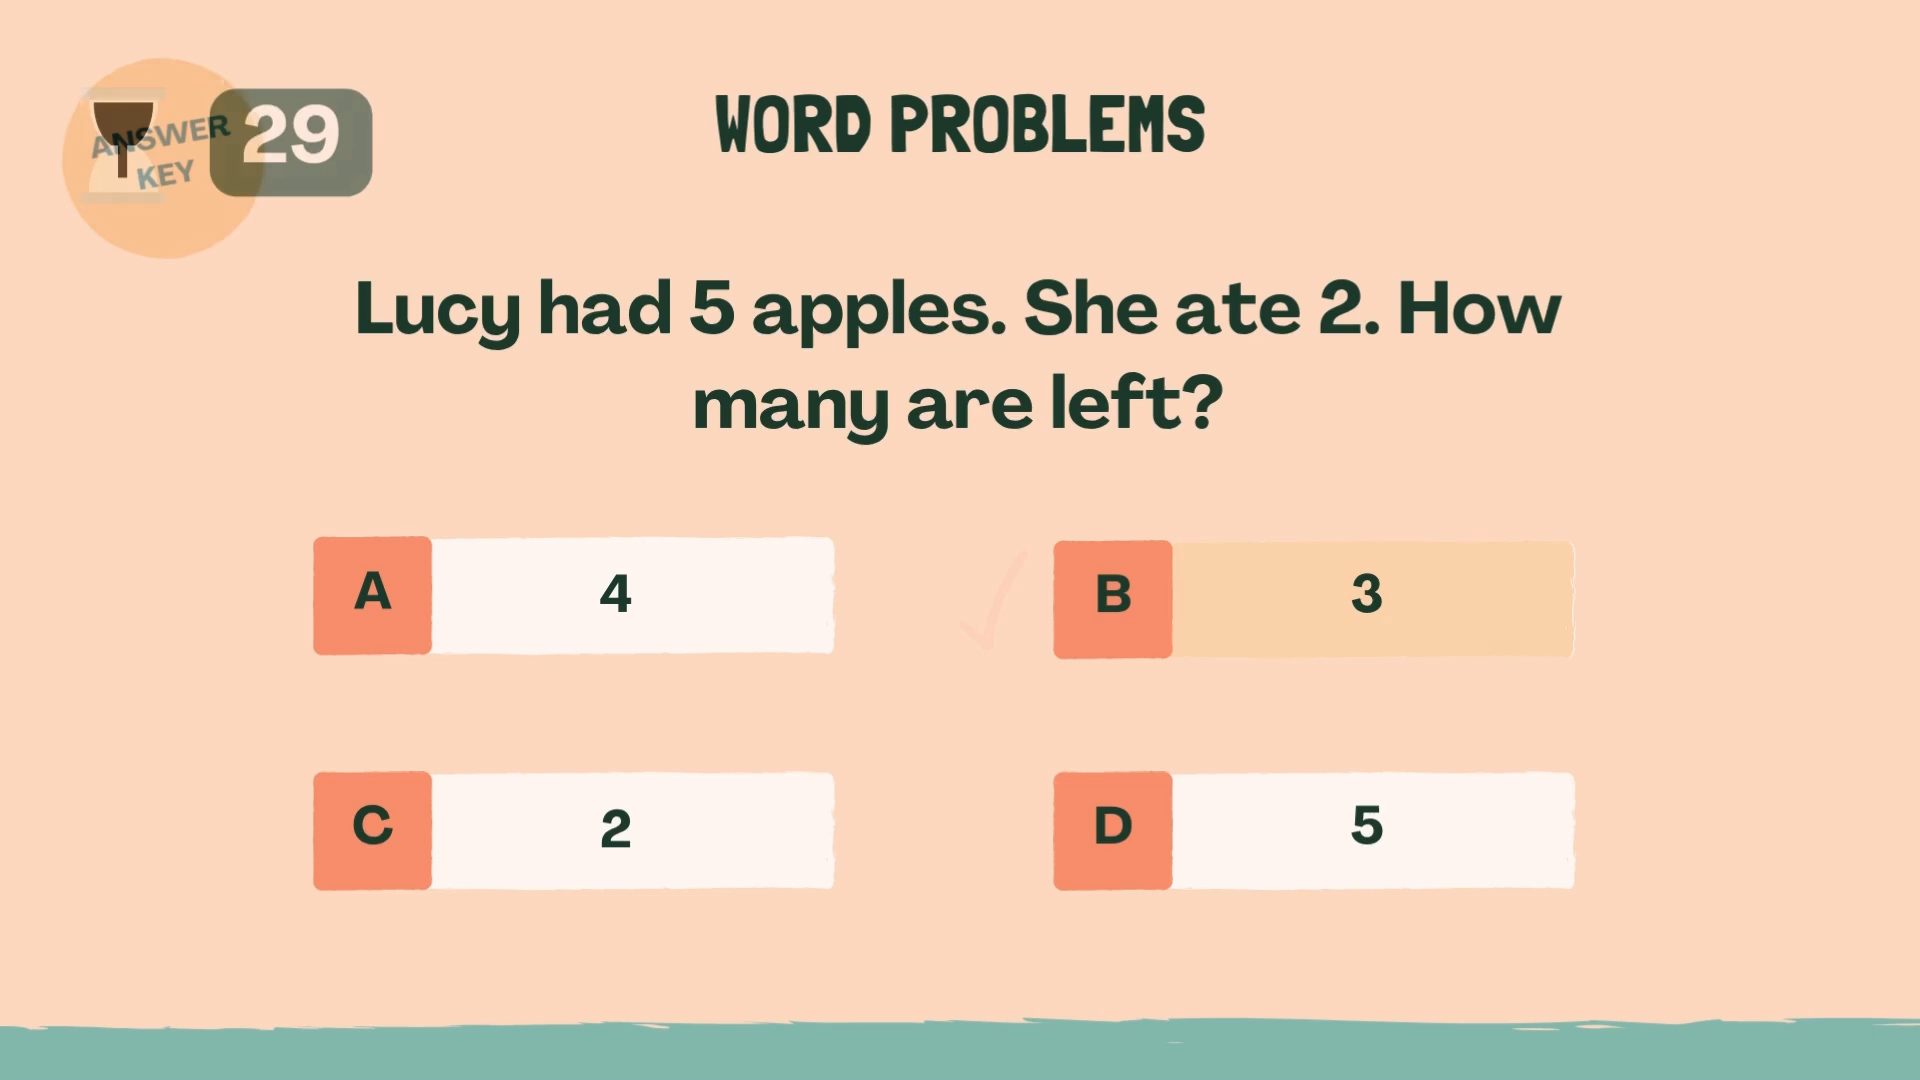 ANSWER
KEY
29
WORD PROBLEMS
Lucy had 5 apples. She ate 2. How
many are left?
A
4
B
3
C
2
D
5